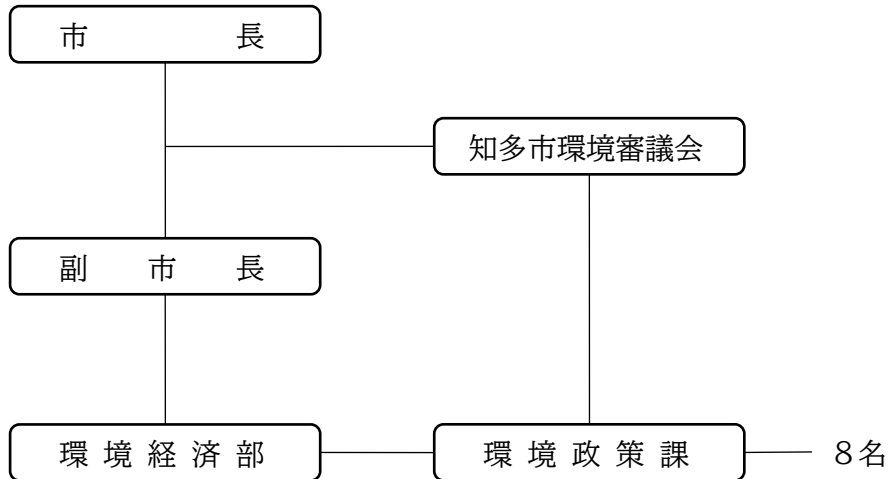 市長
知多市環境審議会
副市長
環境経済部
環境政策課
8名